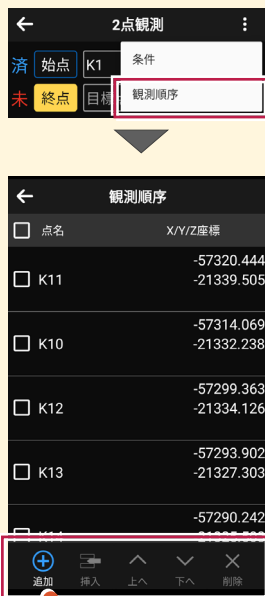 2点観測
済 始点 K1
条件
未 終点 目標
観測順序
観測順序
点名 X/Y/Z座標
-57320.444
K11 -21339.505
-57314.069
K10 -21332.238
-57299.363
K12 -21334.126
-57293.902
K13 -21327.303
-57290.242
追加 挿入 上へ 下へ 削除